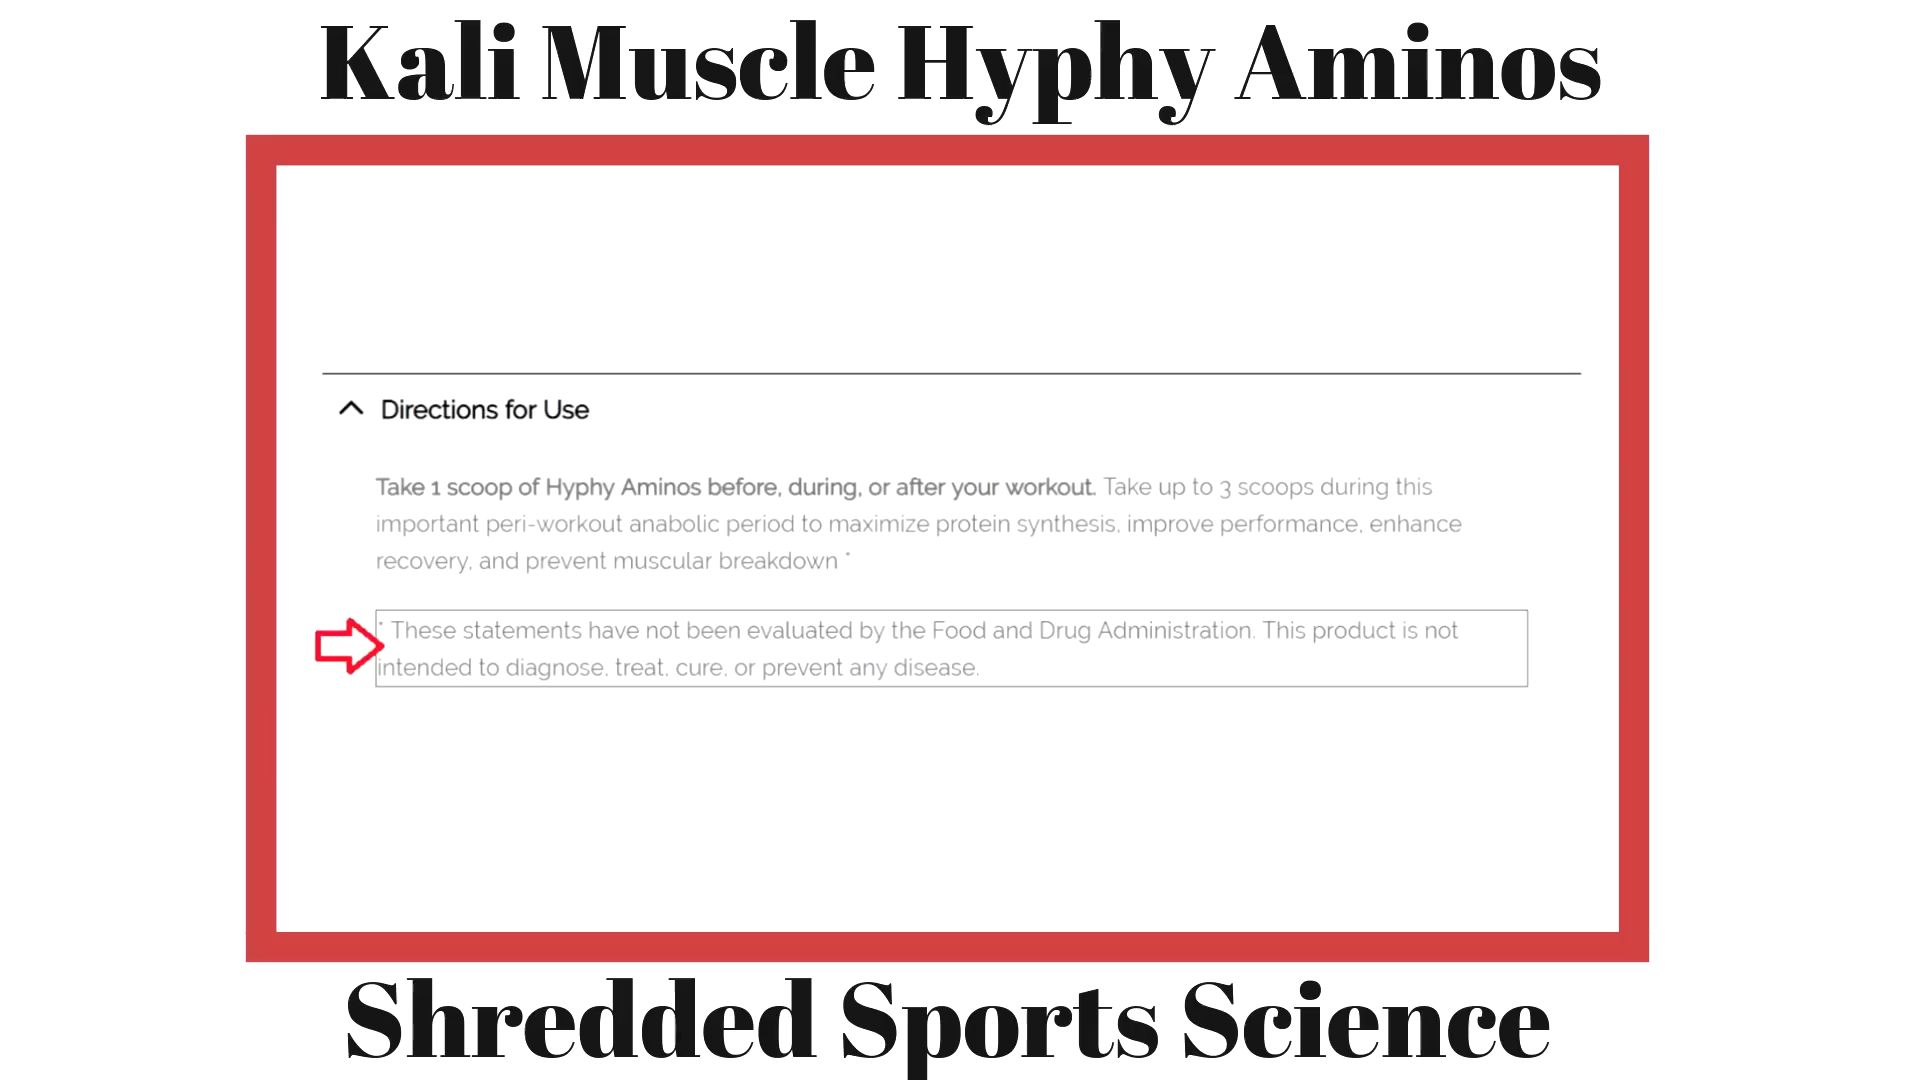 Kali Muscle Hyphy Aminos
Directions for Use
Take 1 scoop of Hyphy Aminos before, during, or after your workout. Take up to 3 scoops during this
important peri-workout anabolic period to maximize protein synthesis, improve performance, enhance
recovery, and prevent muscular breakdown *
* These statements have not been evaluated by the Food and Drug Administration. This product is not
intended to diagnose, treat, cure, or prevent any disease.
Shredded Sports Science